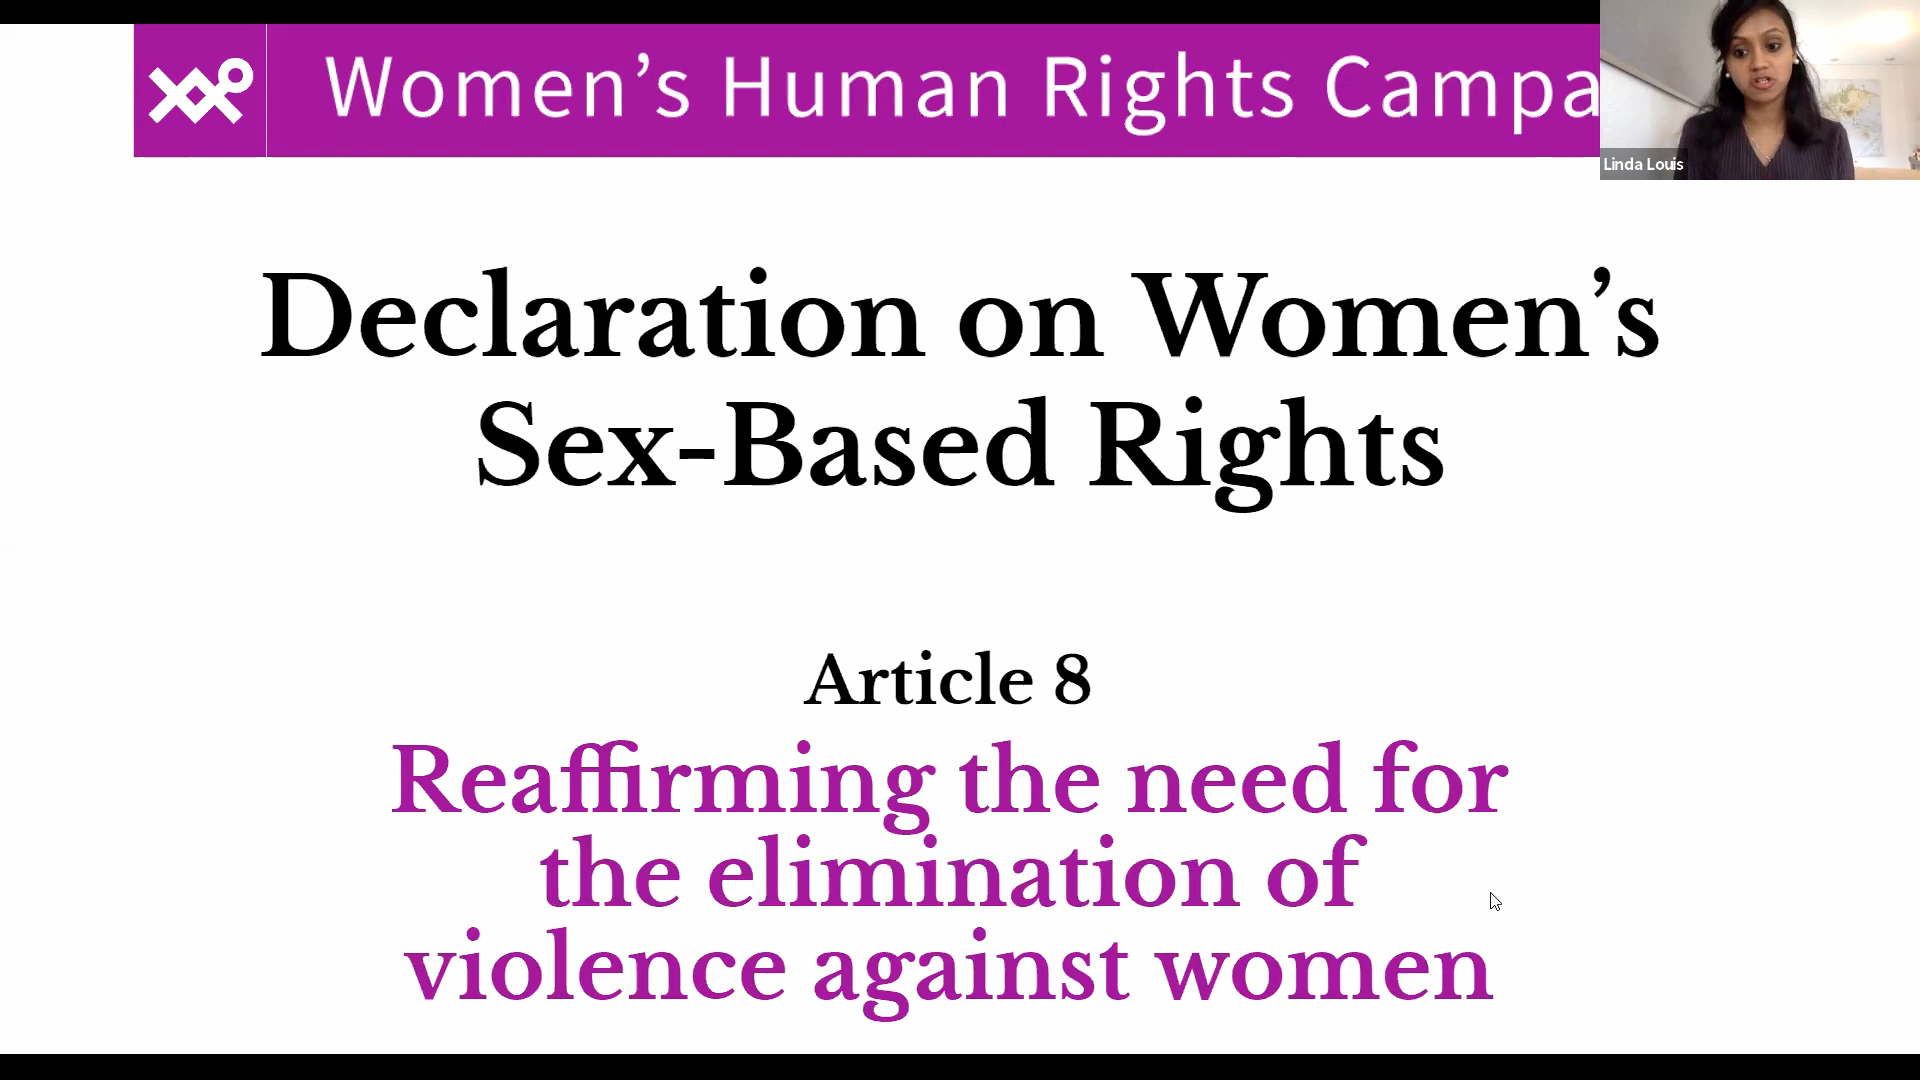 Women’s Human Rights Campa
Linda Louis
Declaration on Women’s
Sex-Based Rights
Article 8
Reaffirming the need for
the elimination of
violence against women